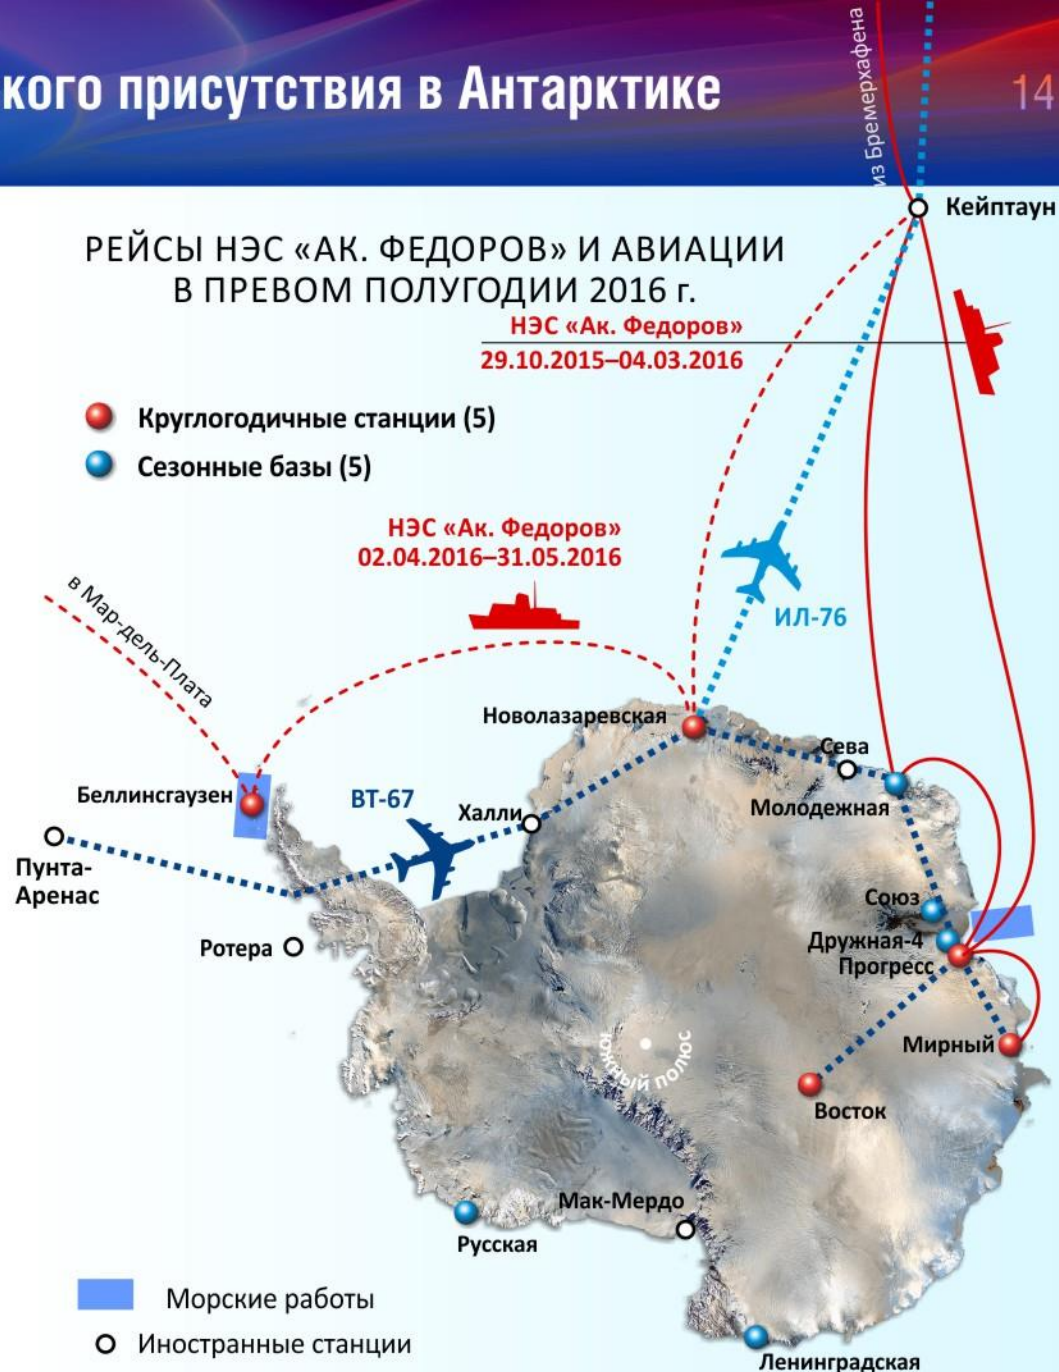 кого присутствия в Антарктике
14
из Бремерхафена
Кейптаун
РЕЙСЫ НЭС «АК. ФЕДОРОВ» И АВИАЦИИ
В ПРЕВОМ ПОЛУГОДИИ 2016 г.
НЭС «Ак. Федоров»
29.10.2015–04.03.2016
Круглогодичные станции (5)
Сезонные базы (5)
НЭС «Ак. Федоров»
02.04.2016–31.05.2016
в Мар-дель-Плата
ИЛ-76
Новолазаревская
Сева
Молодежная
Беллинсгаузен
ВТ-67
Халли
Пунта-
Аренас
Союз
Ротера
Дружная-4
Прогресс
Южный полюс
Мирный
Восток
Мак-Мердо
Русская
Морские работы
Иностранные станции
Ленинградская